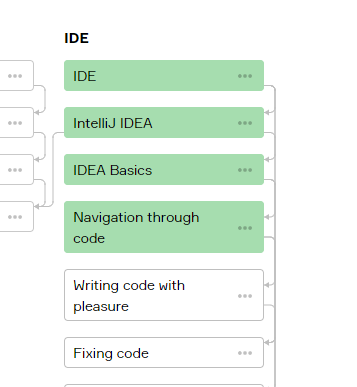 IDE
IDE
IntelliJ IDEA
IDEA Basics
Navigation through
code
Writing code with
pleasure
Fixing code